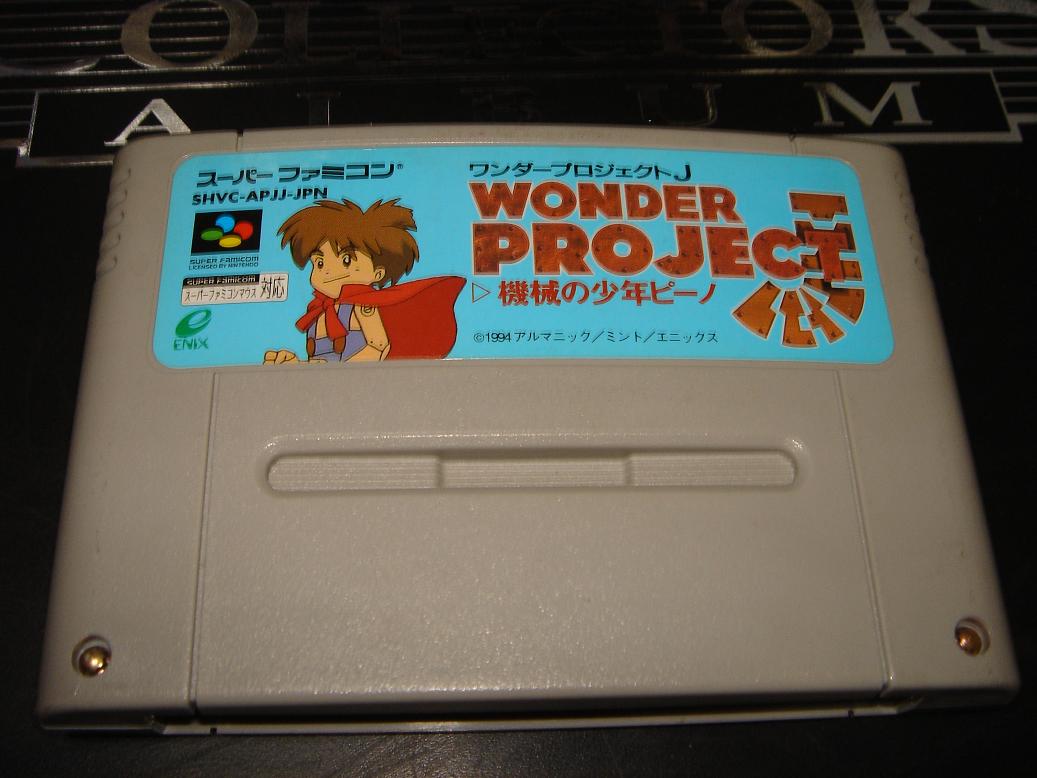 COLLECTORS
ALBUM
スーパーファミコン®
SHVC-APJJ-JPN
SUPER FAMICOM
LICENSED BY NINTENDO
SUPER FAMICOM
スーパーファミコンマウス 対応
ENIX
ワンダープロジェクトJ
WONDER
PROJECT J
▷機械の少年ピーノ
©1994 アルマニック／ミント／エニックス